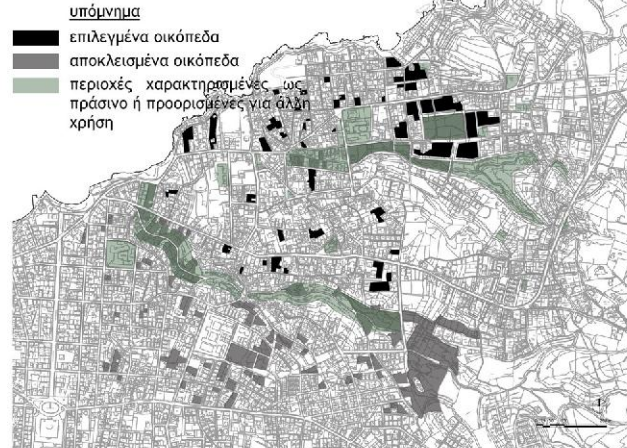 υπόμνημα
επιλεγμένα οικόπεδα
αποκλεισμένα οικόπεδα
περιοχές χαρακτηρισμένες ως
πράσινο ή προορισμένες για άλλη
χρήση